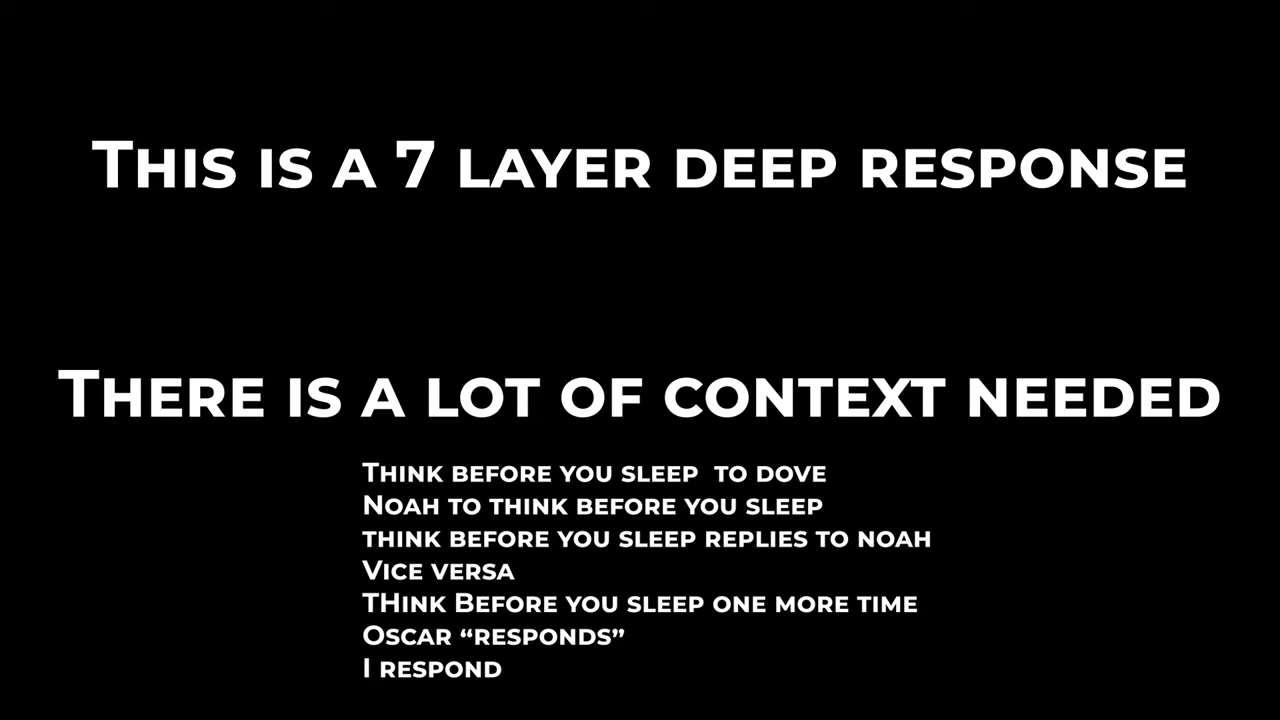 This is a 7 layer deep response
There is a lot of context needed
Think before you sleep  to dove
Noah to think before you sleep
think before you sleep replies to noah
Vice versa
THink Before you sleep one more time
Oscar “responds”
I respond